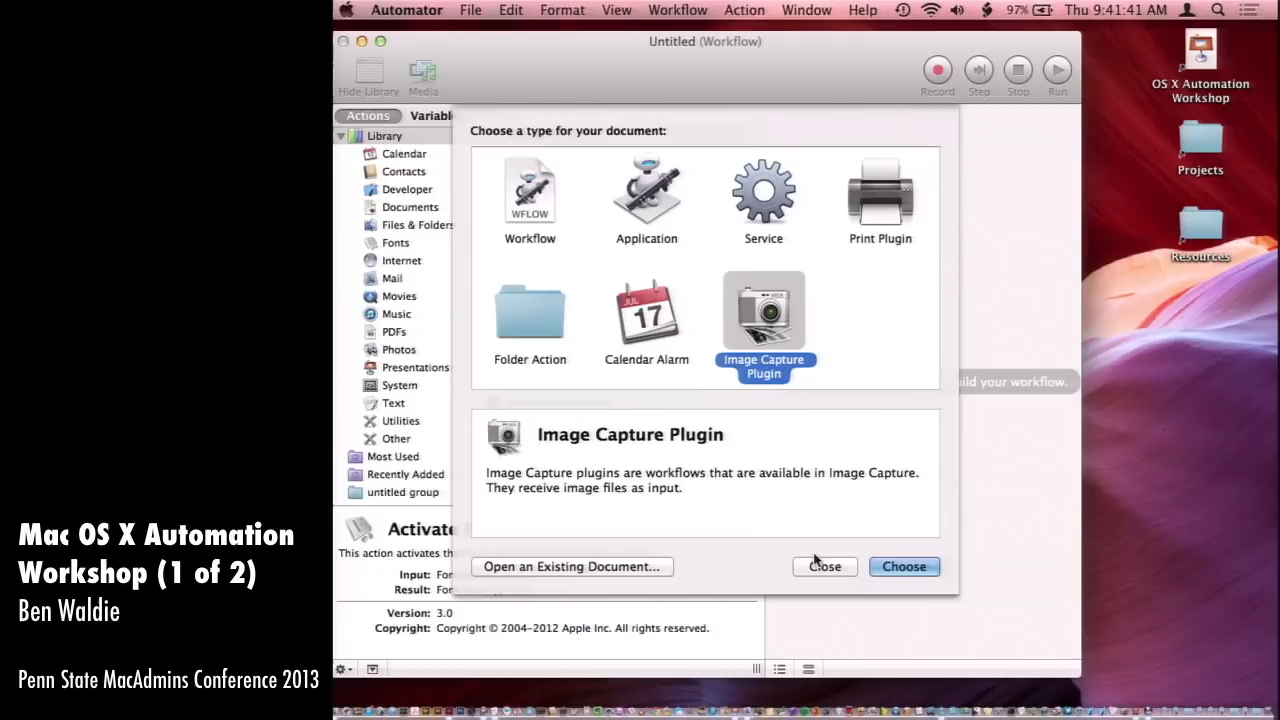 Automator File Edit Format View Workflow Action Window Help 97% Thu 9:41:41 AM
Untitled (Workflow)
Hide Library Media Record Step Stop Run
Actions Variabl
Library
Calendar
Contacts
Developer
Documents
Files & Folders
Fonts
Internet
Mail
Movies
Music
PDFs
Photos
Presentations
System
Text
Utilities
Other
Most Used
Recently Added
untitled group
Choose a type for your document:
WFLOW
Workflow Application Service Print Plugin
JUL
17
Folder Action Calendar Alarm Image Capture
Plugin
ild your workflow.
Image Capture Plugin
Image Capture plugins are workflows that are available in Image Capture.
They receive image files as input.
Open an Existing Document... Close Choose
Activate
This action activates th
Input: For
Result: For
Version: 3.0
Copyright: Copyright © 2004–2012 Apple Inc. All rights reserved.
OS X Automation
Workshop
Projects
Resources
Mac OS X Automation
Workshop (1 of 2)
Ben Waldie
Penn State MacAdmins Conference 2013